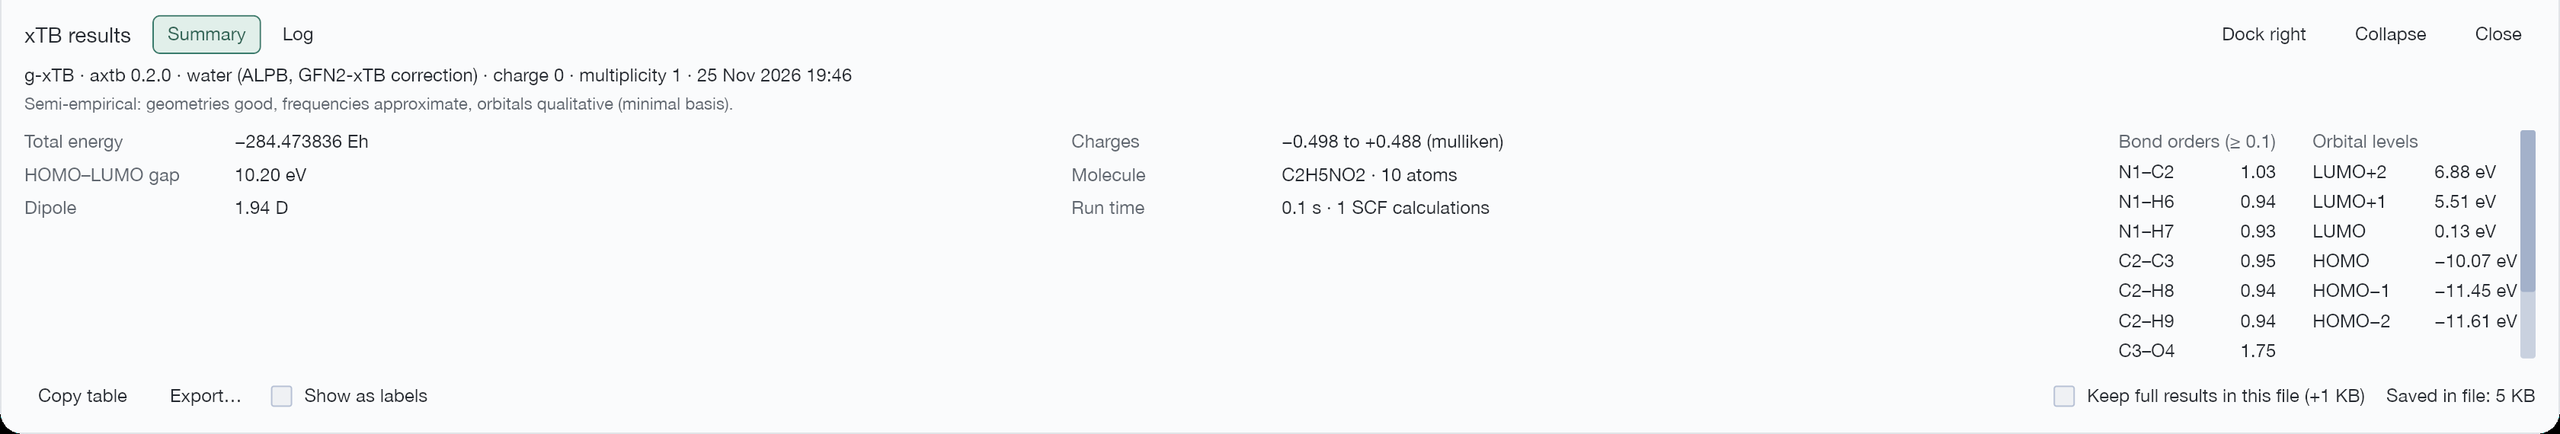 xTB results Summary Log Dock right Collapse Close
g-xTB · axtb 0.2.0 · water (ALPB, GFN2-xTB correction) · charge 0 · multiplicity 1 · 25 Nov 2026 19:46
Semi-empirical: geometries good, frequencies approximate, orbitals qualitative (minimal basis).
Total energy −284.473836 Eh Charges −0.498 to +0.488 (mulliken) Bond orders (≥ 0.1) Orbital levels
HOMO–LUMO gap 10.20 eV Molecule C2H5NO2 · 10 atoms N1–C2 1.03 LUMO+2 6.88 eV
Dipole 1.94 D Run time 0.1 s · 1 SCF calculations N1–H6 0.94 LUMO+1 5.51 eV
N1–H7 0.93 LUMO 0.13 eV
C2–C3 0.95 HOMO −10.07 eV
C2–H8 0.94 HOMO−1 −11.45 eV
C2–H9 0.94 HOMO−2 −11.61 eV
C3–O4 1.75
Copy table Export… Show as labels Keep full results in this file (+1 KB) Saved in file: 5 KB